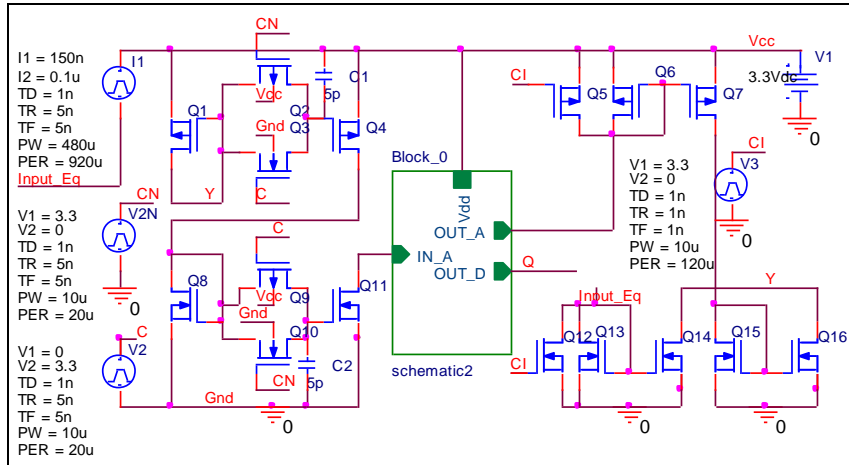 CN
Vcc
I1 = 150n
I2 = 0.1u
TD = 1n
TR = 5n
TF = 5n
PW = 480u
PER = 920u
Input_Eq
I1
Q1
Vcc
Gnd
Q2
Q3
C1
5p
Q4
Y
C
CN
V2N
0
V1 = 3.3
V2 = 0
TD = 1n
TR = 5n
TF = 5n
PW = 10u
PER = 20u
C
V2
V1 = 0
V2 = 3.3
TD = 1n
TR = 5n
TF = 5n
PW = 10u
PER = 20u
C
Q8
Vcc
Gnd
Q9
Q10
Q11
CN
C2
5p
Gnd
0
Block_0
Vdd
OUT_A
IN_A
OUT_D
Q
schematic2
CI
Q5
Q6
Q7
V1
3.3Vdc
0
CI
V3
0
V1 = 3.3
V2 = 0
TD = 1n
TR = 1n
TF = 1n
PW = 10u
PER = 120u
Input_Eq
Y
Q12
Q13
Q14
Q15
Q16
CI
0
0